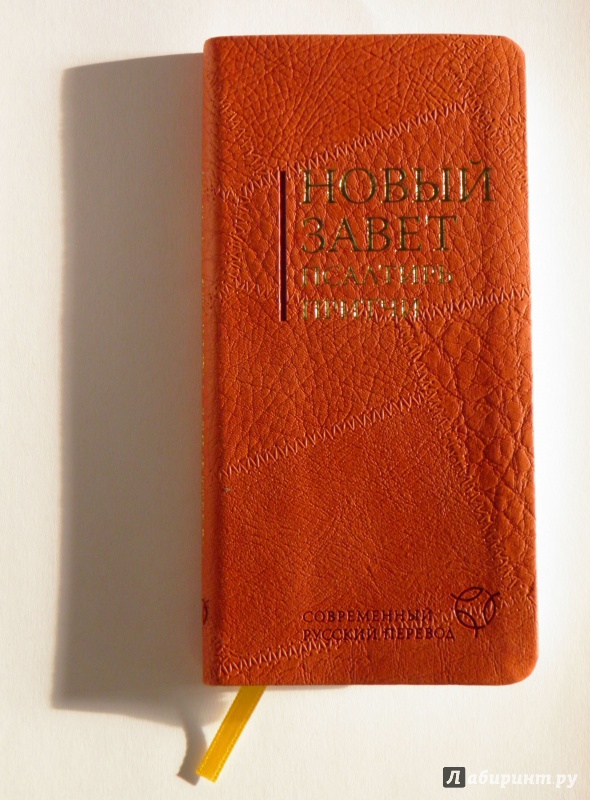 НОВЫЙ
ЗАВЕТ
ПСАЛТИРЬ
ПРИТЧИ
СОВРЕМЕННЫЙ
РУССКИЙ ПЕРЕВОД
Лабиринт.ру